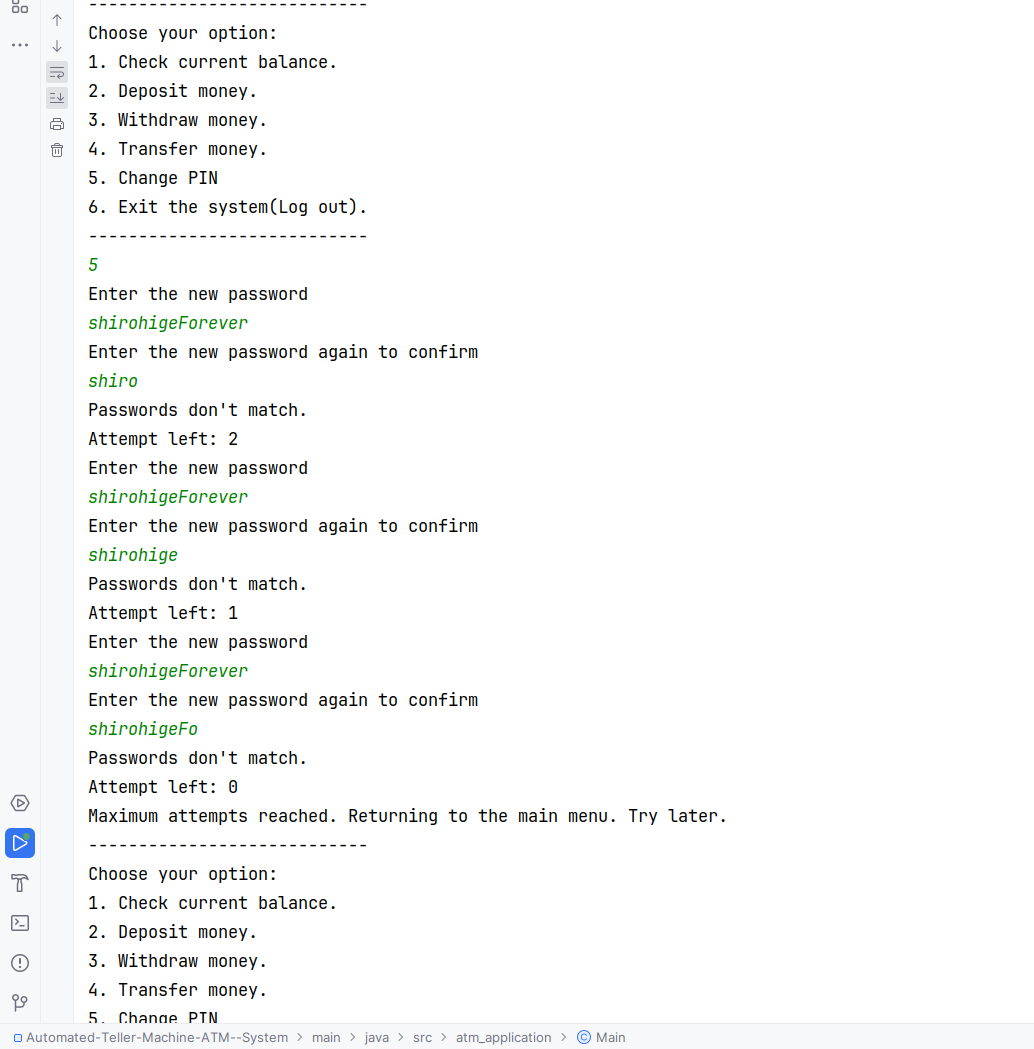 ---------------------------
Choose your option:
1. Check current balance.
2. Deposit money.
3. Withdraw money.
4. Transfer money.
5. Change PIN
6. Exit the system(Log out).
---------------------------
5
Enter the new password
shirohigeForever
Enter the new password again to confirm
shiro
Passwords don't match.
Attempt left: 2
Enter the new password
shirohigeForever
Enter the new password again to confirm
shirohige
Passwords don't match.
Attempt left: 1
Enter the new password
shirohigeForever
Enter the new password again to confirm
shirohigeFo
Passwords don't match.
Attempt left: 0
Maximum attempts reached. Returning to the main menu. Try later.
---------------------------
Choose your option:
1. Check current balance.
2. Deposit money.
3. Withdraw money.
4. Transfer money.
5. Change PIN
Automated-Teller-Machine-ATM--System > main > java > src > atm_application > Main